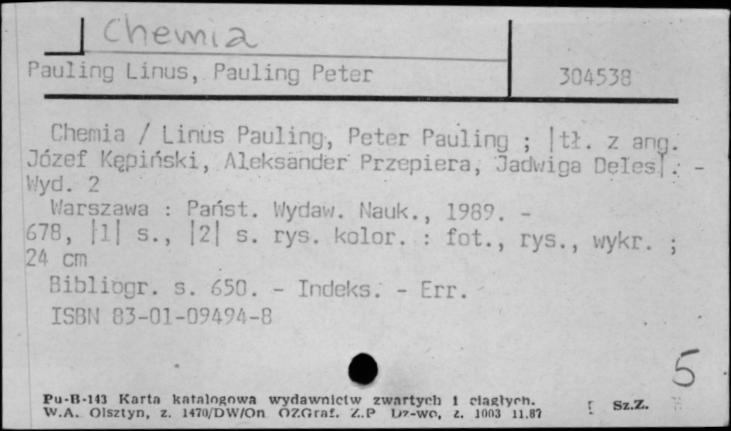 Chemia
Pauling Linus, Pauling Peter 304538
Chemia / Linus Pauling, Peter Pauling ; |tł. z ang.
Józef Kępiński, Aleksander Przepiera, Jadwiga Deles|. -
Wyd. 2
Warszawa : Państ. Wydaw. Nauk., 1989. -
678, |1| s., |2| s. rys. kolor. : fot., rys., wykr. ;
24 cm
Bibliogr. s. 650. - Indeks. - Err.
ISBN 83-01-09494-8
5
Pu-B-143 Karta katalogowa wydawnictw zwartych i ciągłych.
W.A. Olsztyn, z. 1470/DW/On OZGraf. Z.P Dz-wo, z. 1003 11.87 Sz.Z.